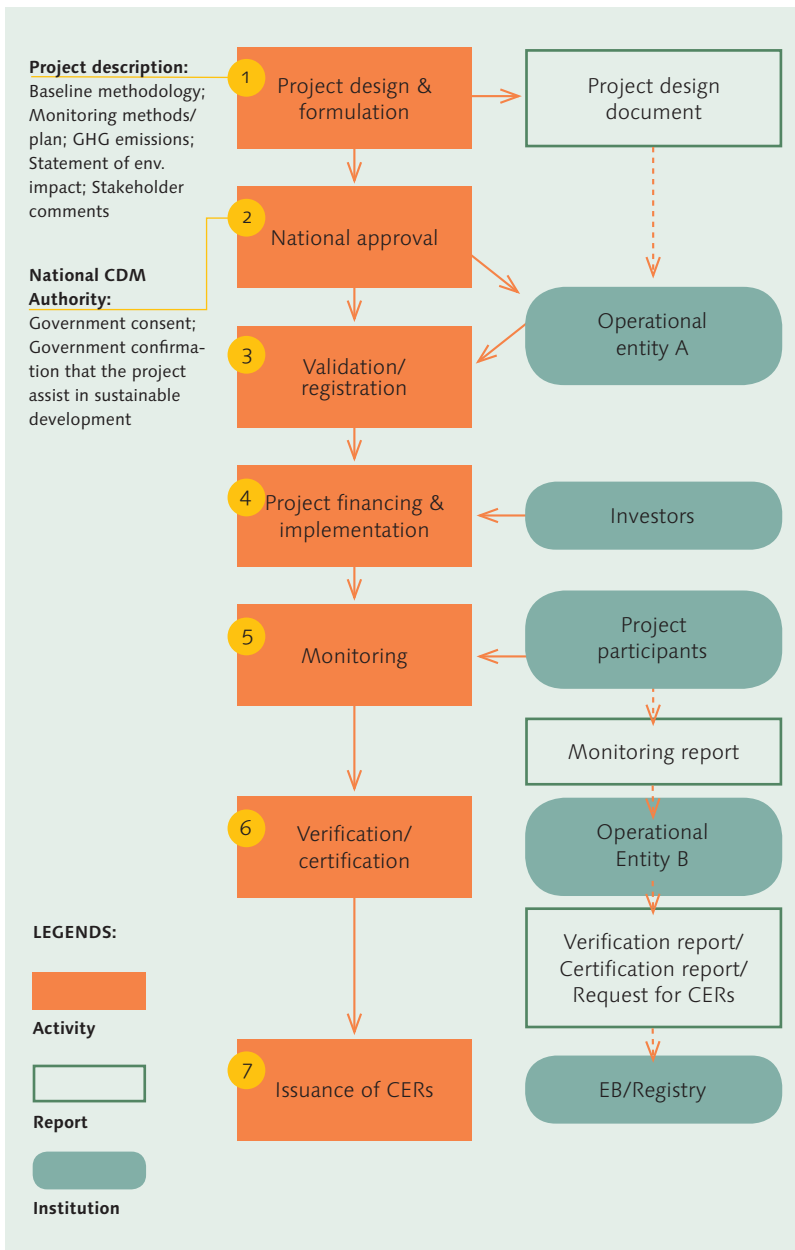 Project description:
Baseline methodology;
Monitoring methods/
plan; GHG emissions;
Statement of env.
impact; Stakeholder
comments
National CDM
Authority:
Government consent;
Government confirma-
tion that the project
assist in sustainable
development
1
Project design &
formulation
Project design
document
2
National approval
Operational
entity A
3
Validation/
registration
4
Project financing &
implementation
Investors
5
Monitoring
Project
participants
Monitoring report
6
Verification/
certification
Operational
Entity B
Verification report/
Certification report/
Request for CERs
7
Issuance of CERs
EB/Registry
LEGENDS:
Activity
Report
Institution